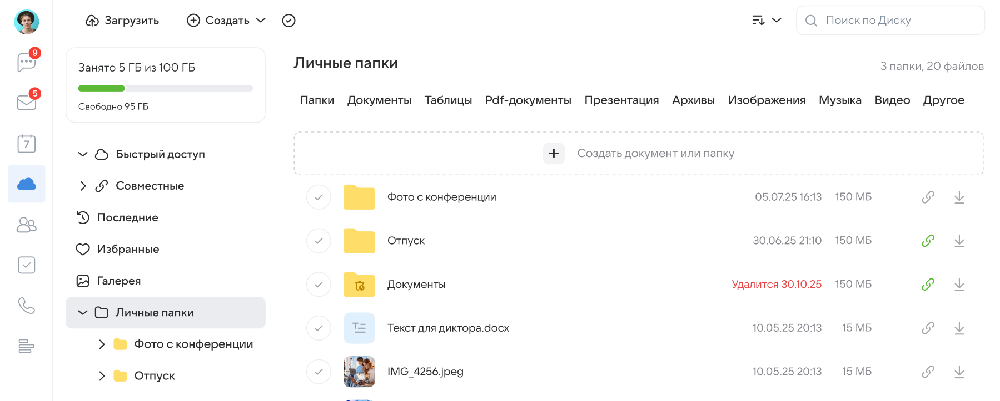 Загрузить
Создать
Поиск по Диску
9
5
7
Занято 5 ГБ из 100 ГБ
Свободно 95 ГБ
Быстрый доступ
Совместные
Последние
Избранные
Галерея
Личные папки
Фото с конференции
Отпуск
Личные папки
3 папки, 20 файлов
Папки Документы Таблицы Pdf-документы Презентация Архивы Изображения Музыка Видео Другое
Создать документ или папку
Фото с конференции 05.07.25 16:13 150 МБ
Отпуск 30.06.25 21:10 150 МБ
Документы Удалится 30.10.25 150 МБ
Текст для диктора.docx 10.05.25 20:13 15 МБ
IMG_4256.jpeg 10.05.25 20:13 15 МБ